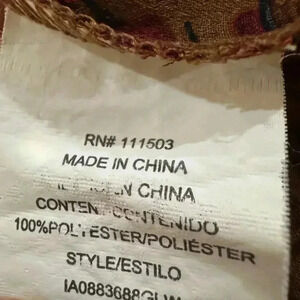 RN# 111503
MADE IN CHINA
CHINA
CONTENT/CONTENIDO
100%POLYESTER/POLIÉSTER
STYLE/ESTILO